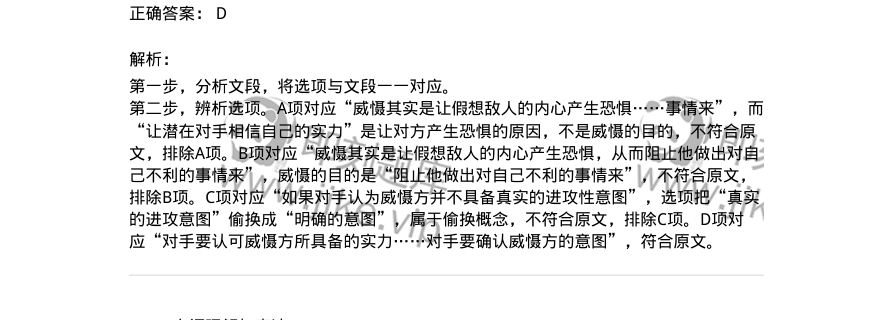 正确答案： D
解析：
第一步，分析文段，将选项与文段一一对应。
第二步，辨析选项。A项对应“威慑其实是让假想敌人的内心产生恐惧……事情来”，而
“让潜在对手相信自己的实力”是让对方产生恐惧的原因，不是威慑的目的，不符合原
文，排除A项。B项对应“威慑其实是让假想敌人的内心产生恐惧，从而阻止他做出对自
己不利的事情来”，威慑的目的是“阻止他做出对自己不利的事情来”，不符合原文，
排除B项。C项对应“如果对手认为威慑方并不具备真实的进攻性意图”，选项把“真实
的进攻意图”偷换成“明确的意图”，属于偷换概念，不符合原文，排除C项。D项对
应“对手要认可威慑方所具备的实力……对手要确认威慑方的意图”，符合原文。